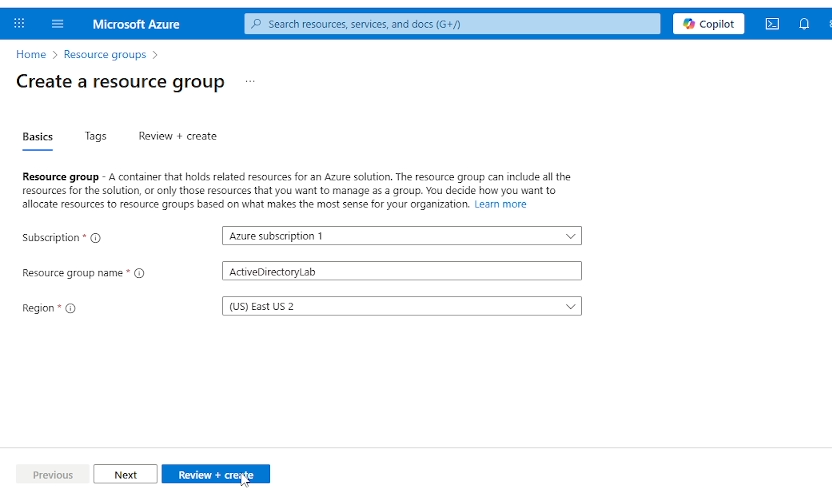 Microsoft Azure
Search resources, services, and docs (G+/)
Copilot
Home > Resource groups >
Create a resource group ...
Basics Tags Review + create
Resource group - A container that holds related resources for an Azure solution. The resource group can include all the
resources for the solution, or only those resources that you want to manage as a group. You decide how you want to
allocate resources to resource groups based on what makes the most sense for your organization. Learn more
Subscription * Azure subscription 1
Resource group name * ActiveDirectoryLab
Region * (US) East US 2
Previous Next Review + create